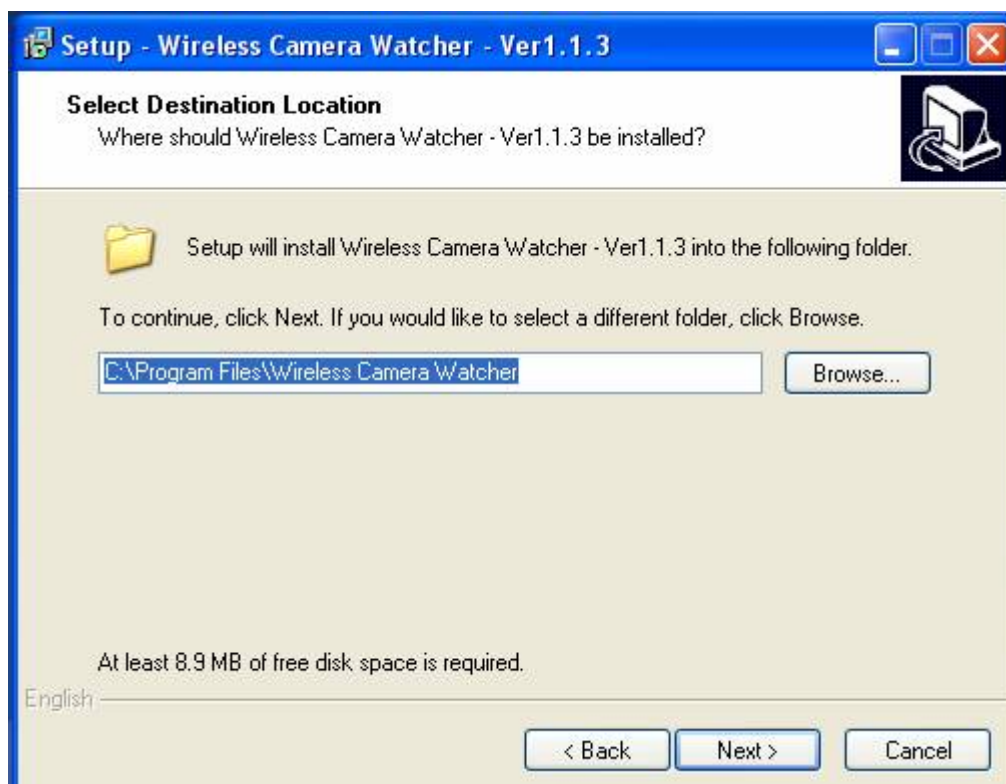 Setup - Wireless Camera Watcher - Ver1.1.3
Select Destination Location
Where should Wireless Camera Watcher - Ver1.1.3 be installed?
Setup will install Wireless Camera Watcher - Ver1.1.3 into the following folder.
To continue, click Next. If you would like to select a different folder, click Browse.
C:\Program Files\Wireless Camera Watcher
Browse...
At least 8.9 MB of free disk space is required.
English
< Back
Next >
Cancel